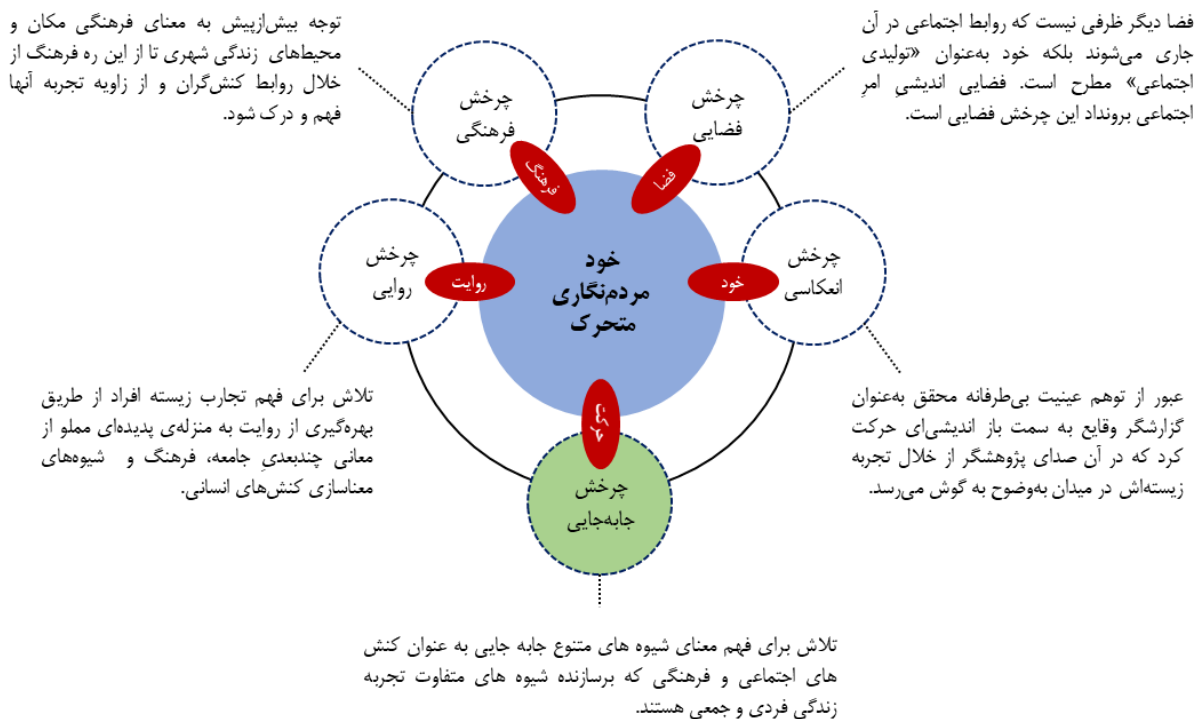 فضا دیگر ظرفی نیست که روابط اجتماعی در آن
جاری می‌شوند بلکه خود به‌عنوان «تولیدی
اجتماعی» مطرح است. فضایی اندیشیِ امرِ
اجتماعی برونداد این چرخش فضایی است.
توجه بیش‌ازپیش به معنای فرهنگی مکان و
محیط‌های زندگی شهری تا از این ره فرهنگ از
خلال روابط کنش‌گران و از زاویه تجربه آنها
فهم و درک شود.
چرخش
فضایی
چرخش
فرهنگی
فضا
فرهنگ
چرخش
انعکاسی
خود
خود
مردم‌نگاری
متحرک
روایت
چرخش
روایی
حرکت
چرخش
جابه‌جایی
عبور از توهم عینیت بی‌طرفانه محقق به‌عنوان
گزارشگر وقایع به سمت باز اندیشی‌ای حرکت
کرد که در آن صدای پژوهشگر از خلال تجربه
زیسته‌اش در میدان به‌وضوح به گوش می‌رسد.
تلاش برای فهم تجارب زیسته افراد از طریق
بهره‌گیری از روایت به منزله‌ی پدیده‌ای مملو از
معانی چندبعدیِ جامعه، فرهنگ و شیوه‌های
معناسازی کنش‌های انسانی.
تلاش برای فهم معنای شیوه های متنوع جابه جایی به عنوان کنش
های اجتماعی و فرهنگی که برسازنده شیوه های متفاوت تجربه
زندگی فردی و جمعی هستند.